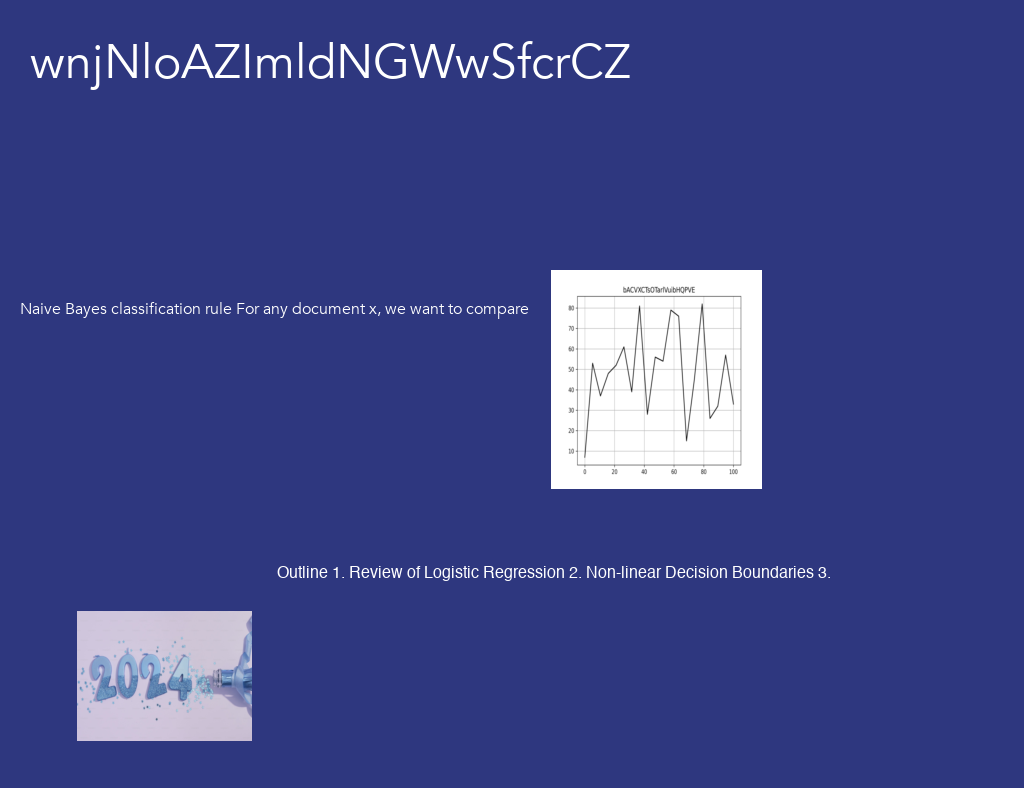 wnjNloAZImldNGWwSfcrCZ
Naive Bayes classification rule For any document x, we want to compare
bACVXCTsOTarlVuibHQPVE
80
70
60
50
40
30
20
10
0 20 40 60 80 100
Outline 1. Review of Logistic Regression 2. Non-linear Decision Boundaries 3.
2024